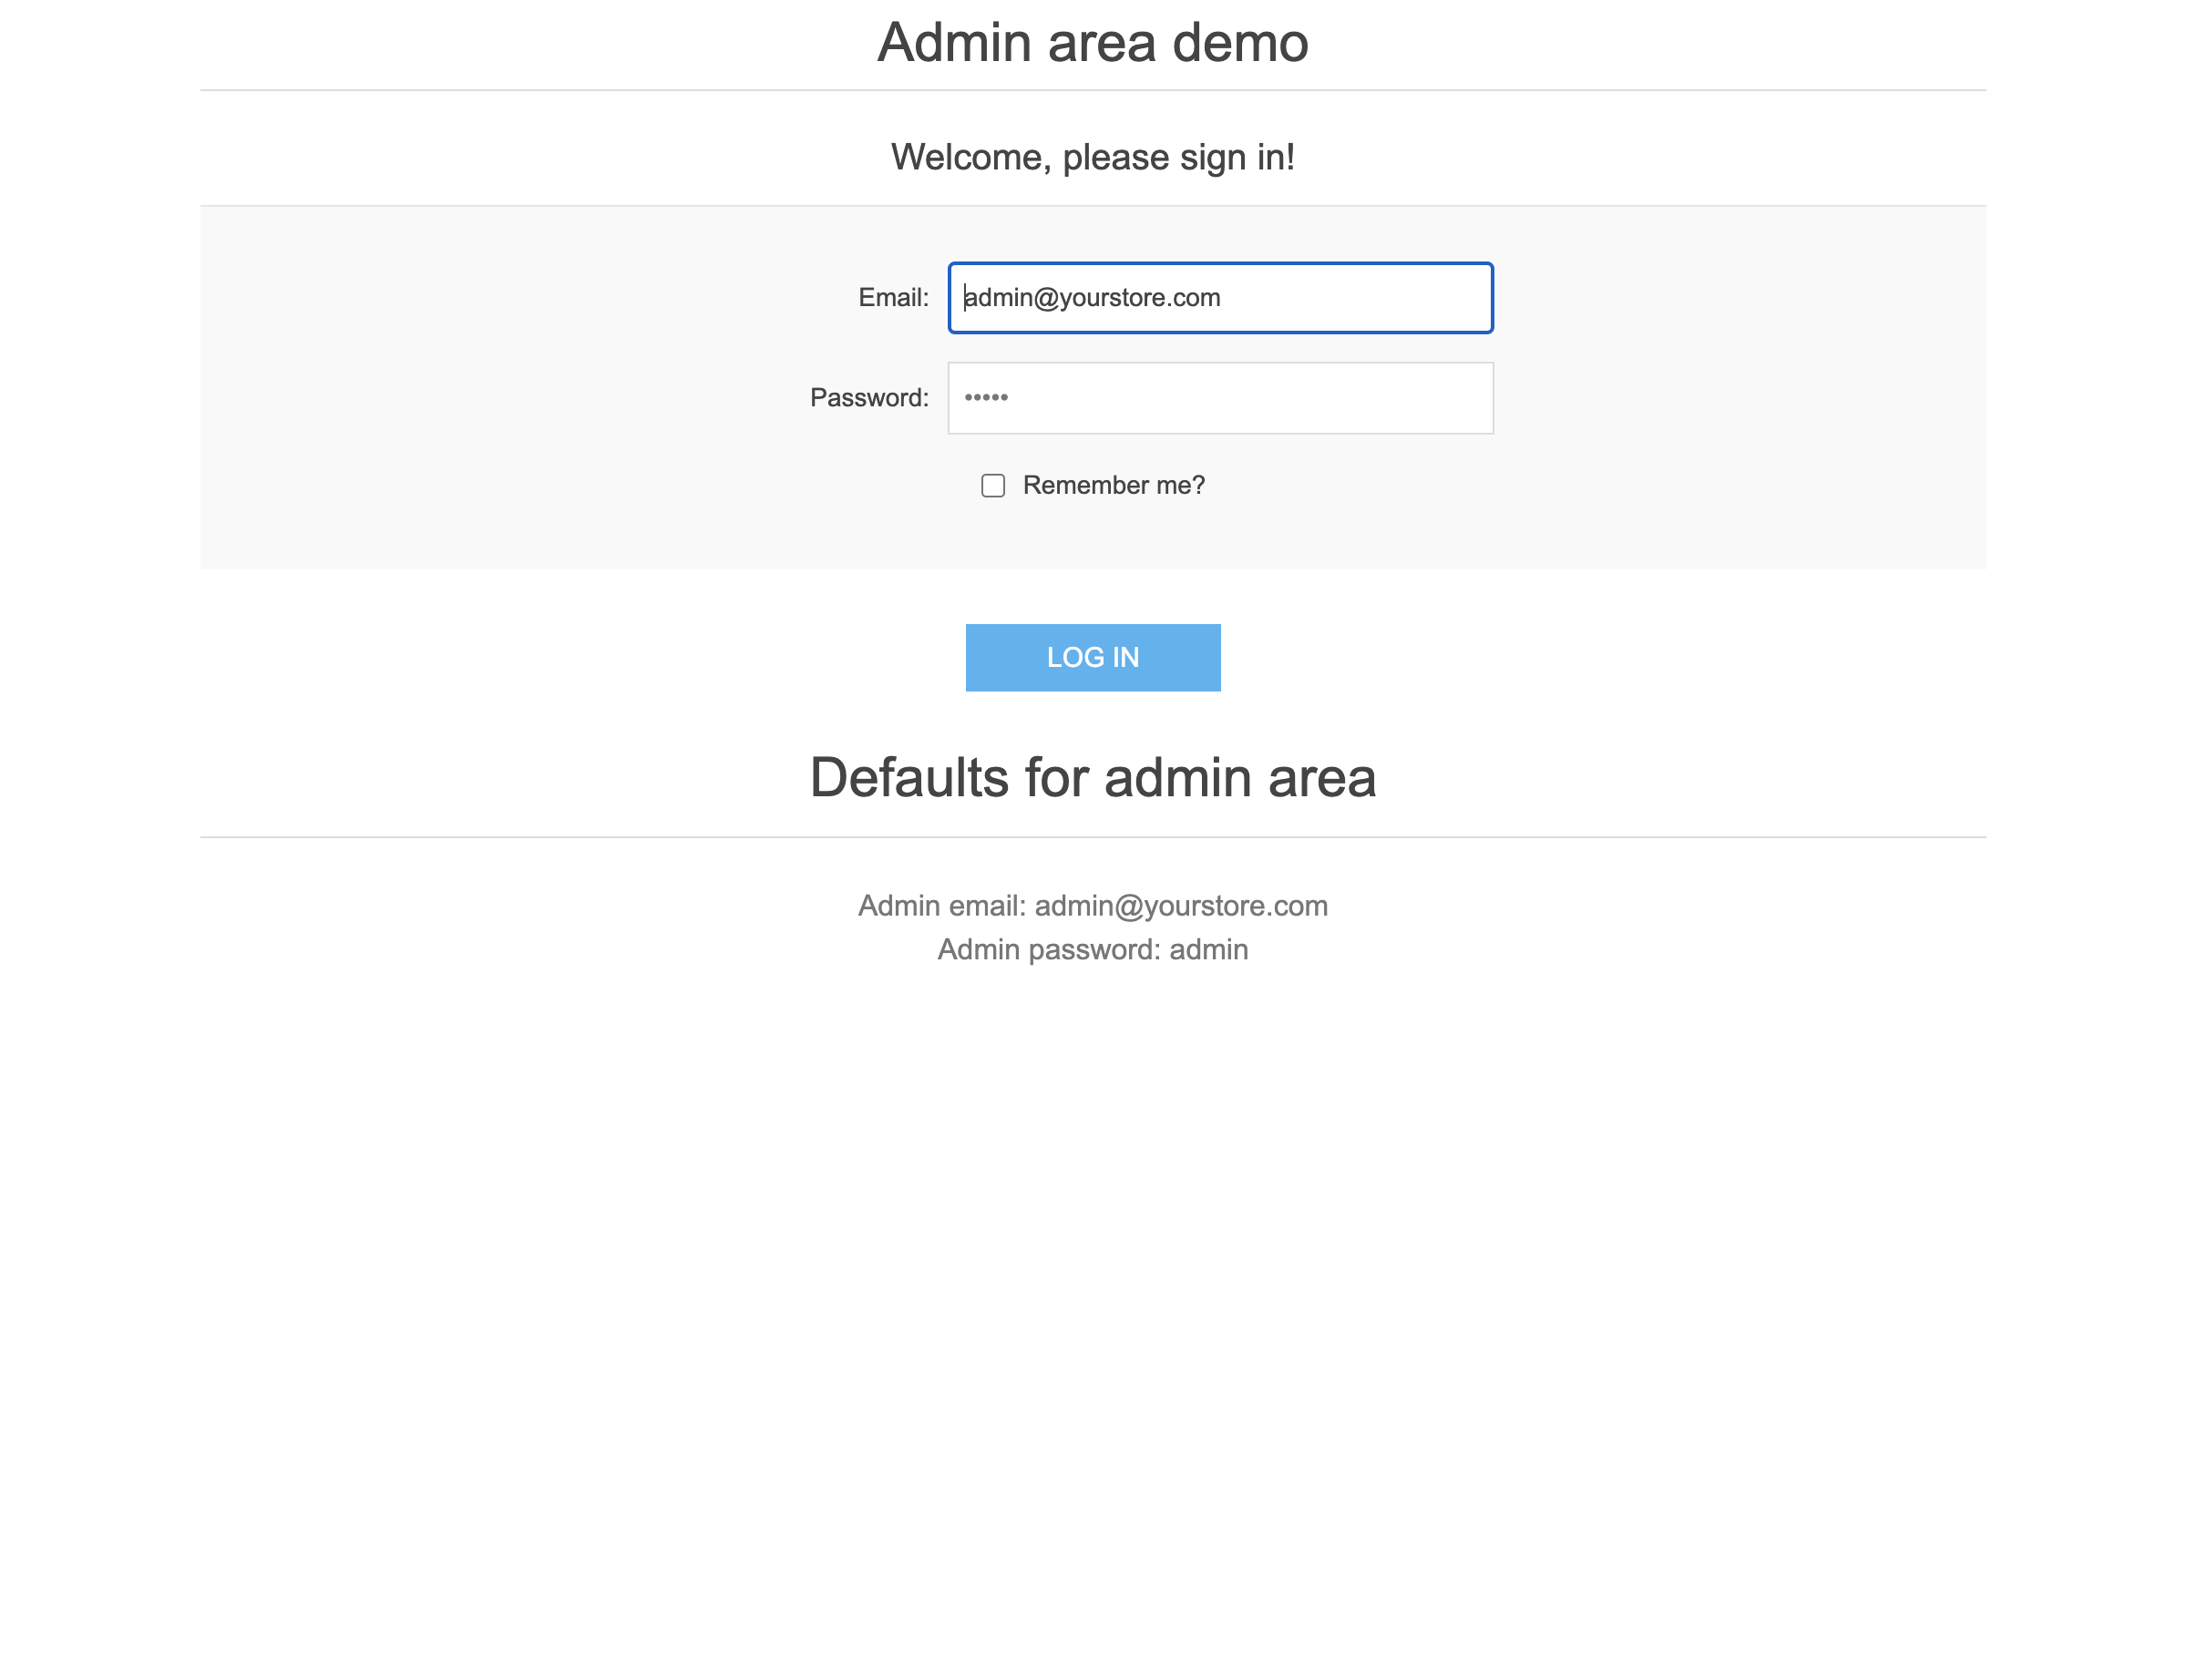 Admin area demo
Welcome, please sign in!
Email: admin@yourstore.com
Password: •••••
Remember me?
LOG IN
Defaults for admin area
Admin email: admin@yourstore.com
Admin password: admin